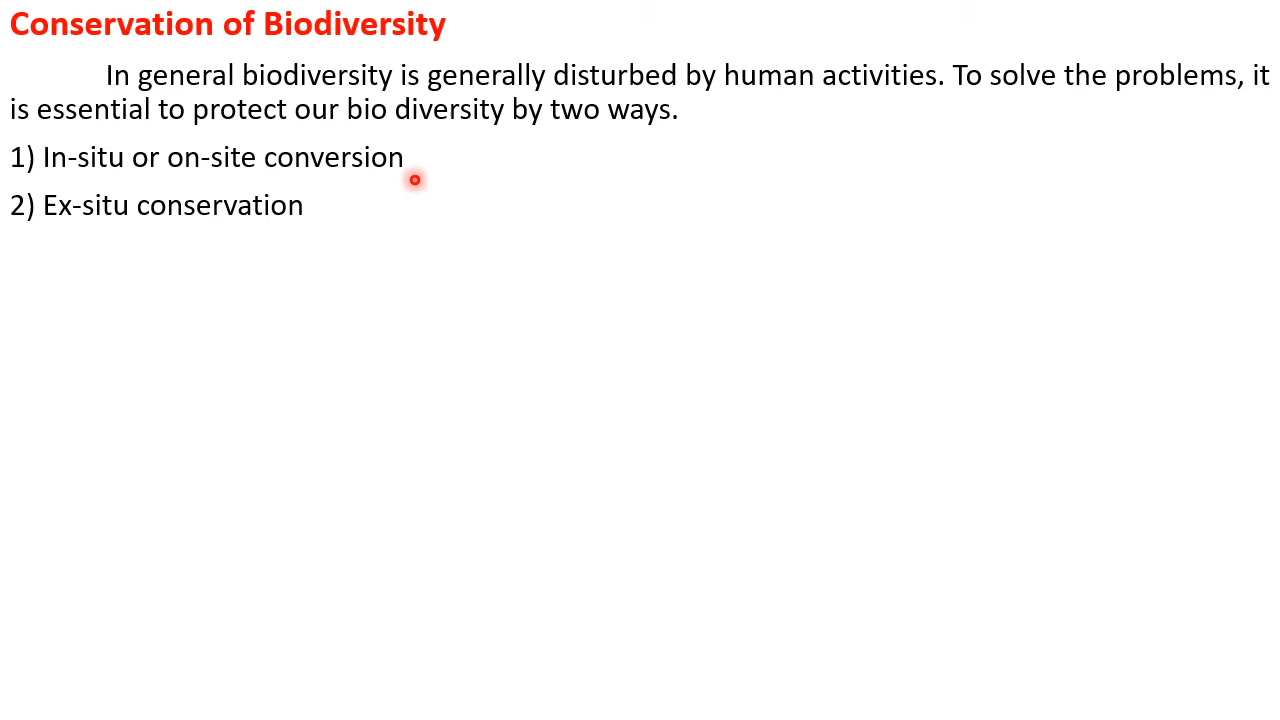 Conservation of Biodiversity
In general biodiversity is generally disturbed by human activities. To solve the problems, it
is essential to protect our bio diversity by two ways.
1) In-situ or on-site conversion
2) Ex-situ conservation